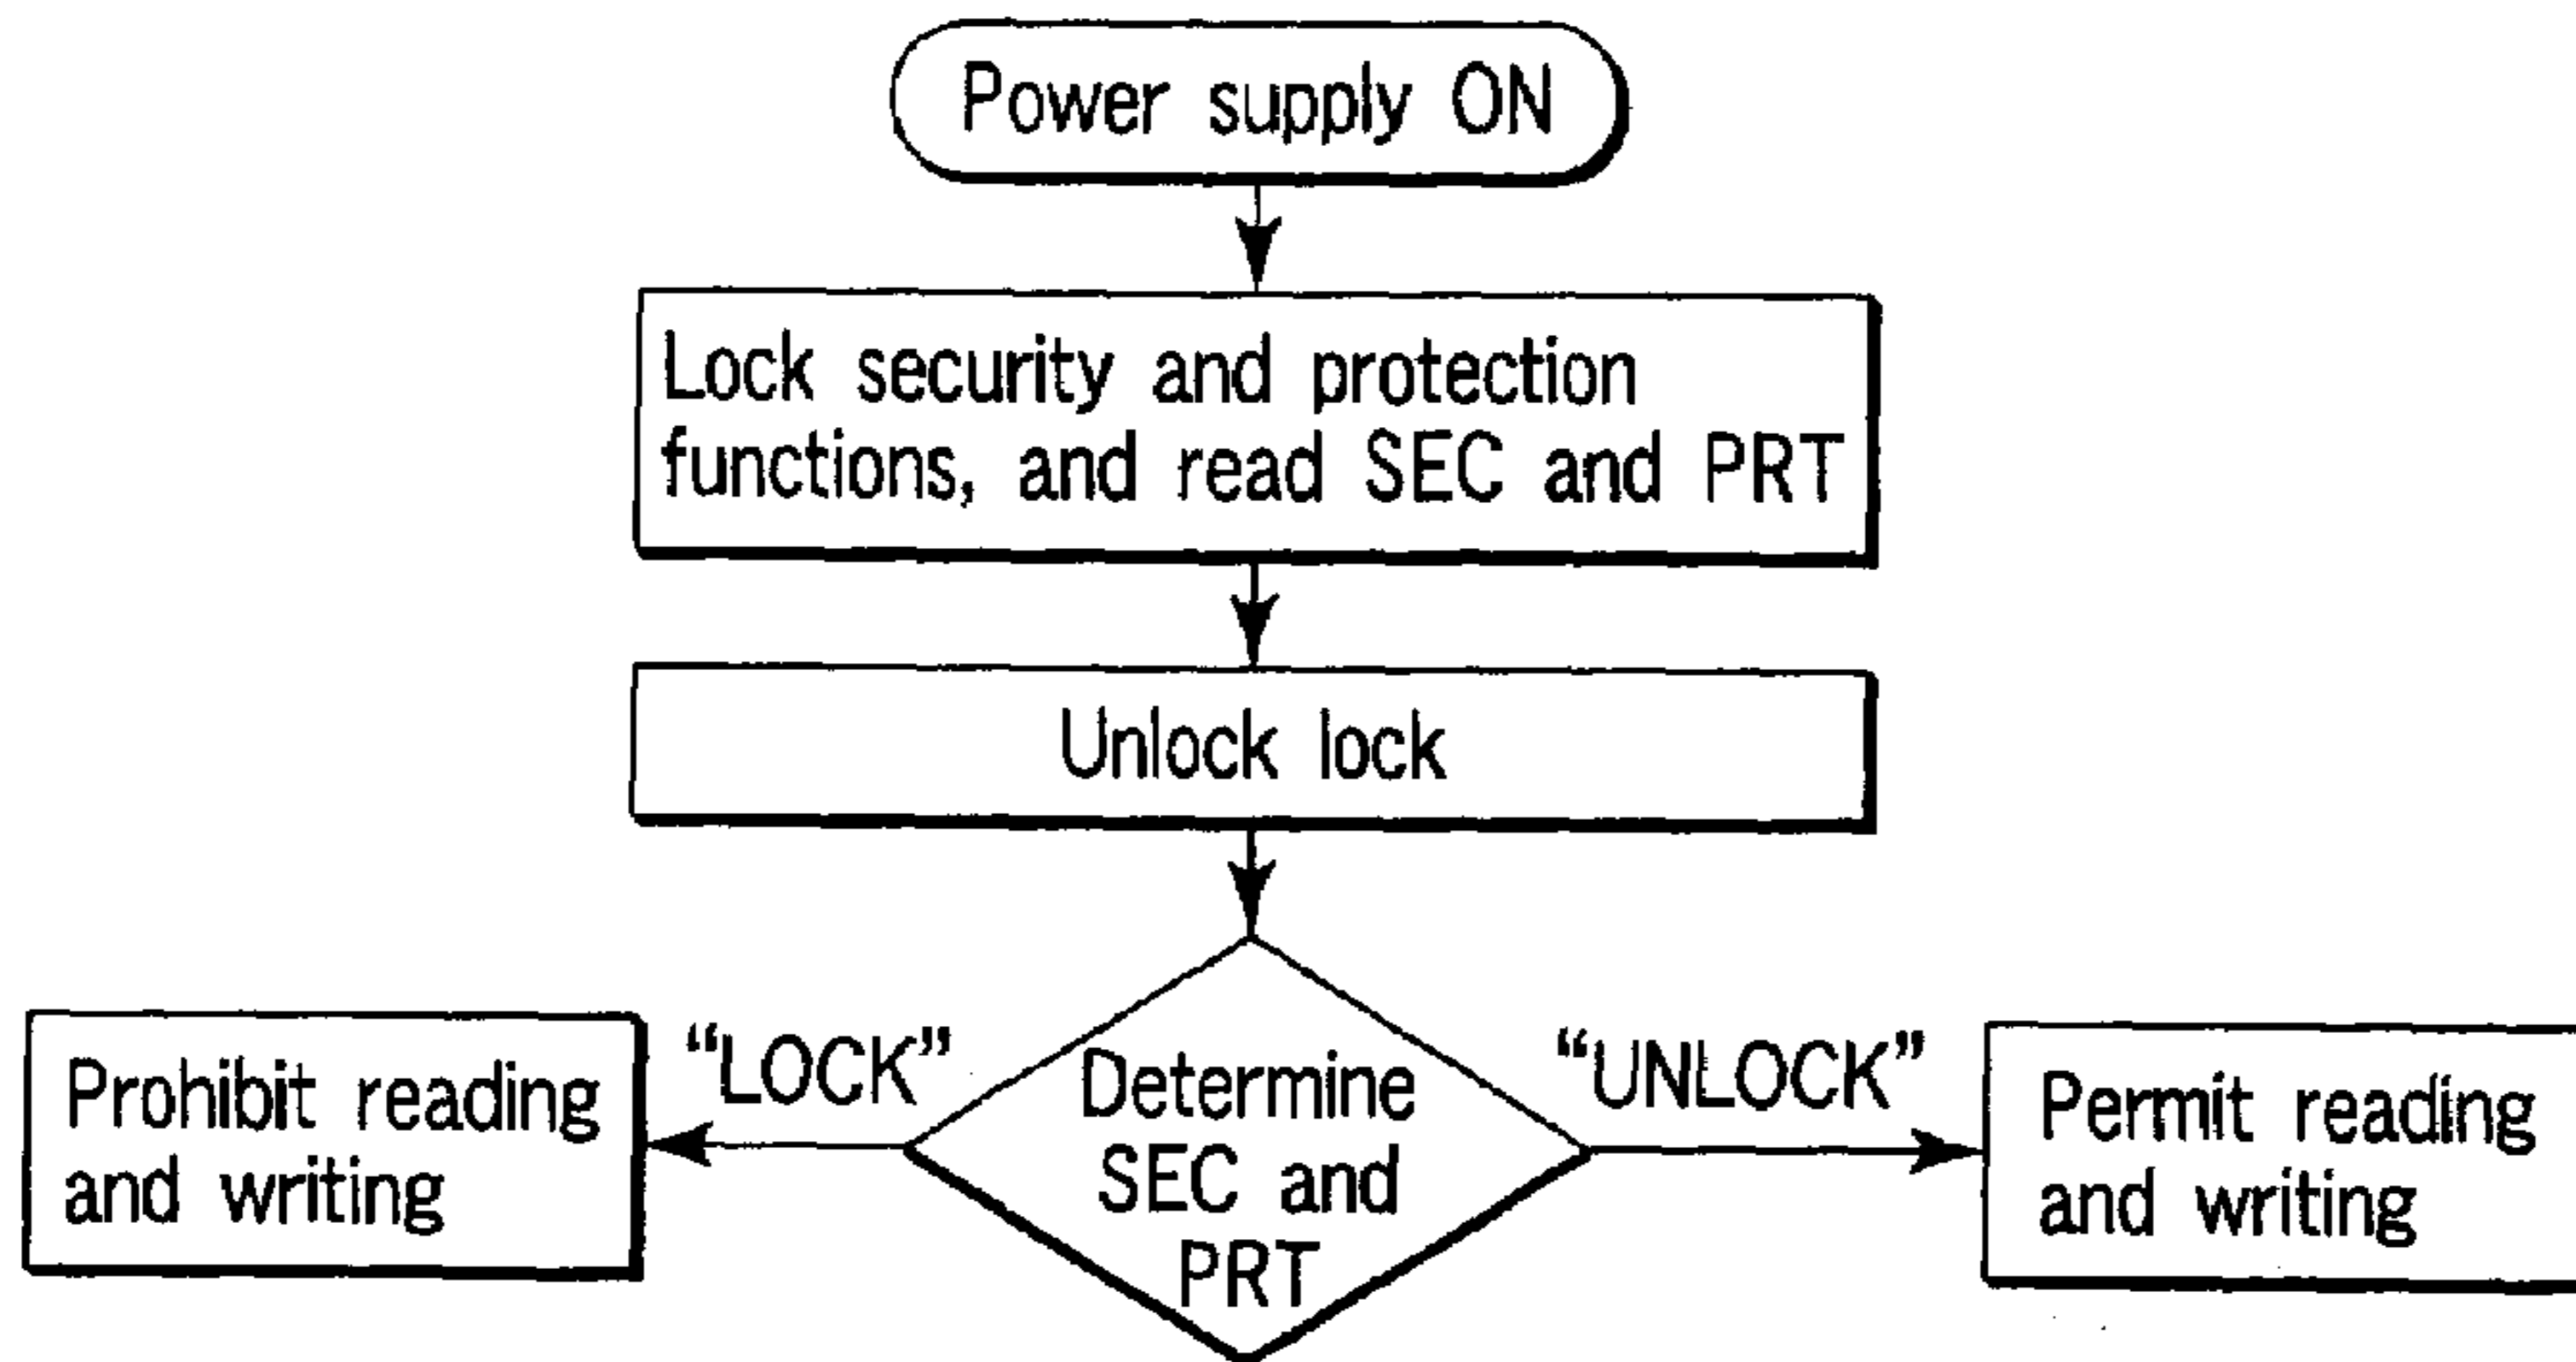 Power supply ON
Lock security and protection
functions, and read SEC and PRT
Unlock lock
“LOCK”
“UNLOCK”
Determine
SEC and
PRT
Prohibit reading
and writing
Permit reading
and writing